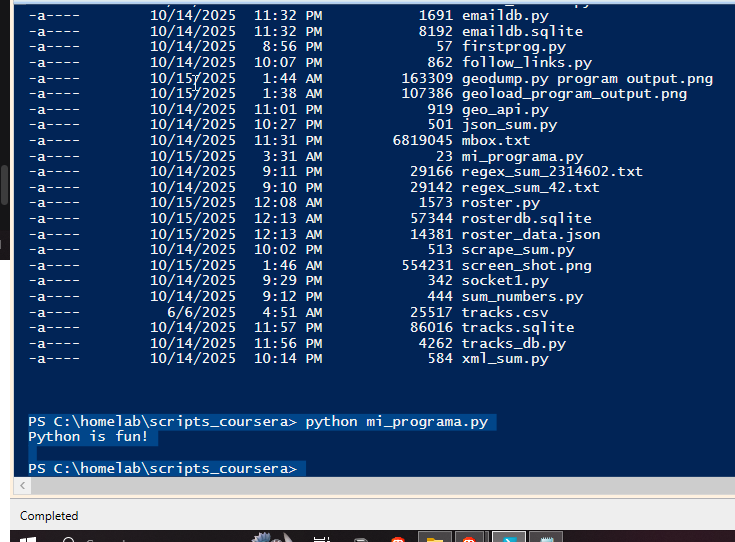 -a---- 10/14/2025 11:32 PM 1691 emaildb.py
-a---- 10/14/2025 11:32 PM 8192 emaildb.sqlite
-a---- 10/14/2025 8:56 PM 57 firstprog.py
-a---- 10/14/2025 10:07 PM 862 follow_links.py
-a---- 10/15/2025 1:44 AM 163309 geodump.py program output.png
-a---- 10/15/2025 1:38 AM 107386 geoload_program_output.png
-a---- 10/14/2025 11:01 PM 919 geo_api.py
-a---- 10/14/2025 10:27 PM 501 json_sum.py
-a---- 10/14/2025 11:31 PM 6819045 mbox.txt
-a---- 10/15/2025 3:31 AM 23 mi_programa.py
-a---- 10/14/2025 9:11 PM 29166 regex_sum_2314602.txt
-a---- 10/14/2025 9:10 PM 29142 regex_sum_42.txt
-a---- 10/15/2025 12:08 AM 1573 roster.py
-a---- 10/15/2025 12:13 AM 57344 rosterdb.sqlite
-a---- 10/15/2025 12:13 AM 14381 roster_data.json
-a---- 10/14/2025 10:02 PM 513 scrape_sum.py
-a---- 10/15/2025 1:46 AM 554231 screen_shot.png
-a---- 10/14/2025 9:29 PM 342 socket1.py
-a---- 10/14/2025 9:12 PM 444 sum_numbers.py
-a---- 6/6/2025 4:51 AM 25517 tracks.csv
-a---- 10/14/2025 11:57 PM 86016 tracks.sqlite
-a---- 10/14/2025 11:56 PM 4262 tracks_db.py
-a---- 10/14/2025 10:14 PM 584 xml_sum.py
PS C:\homelab\scripts_coursera> python mi_programa.py
Python is fun!
PS C:\homelab\scripts_coursera>
Completed